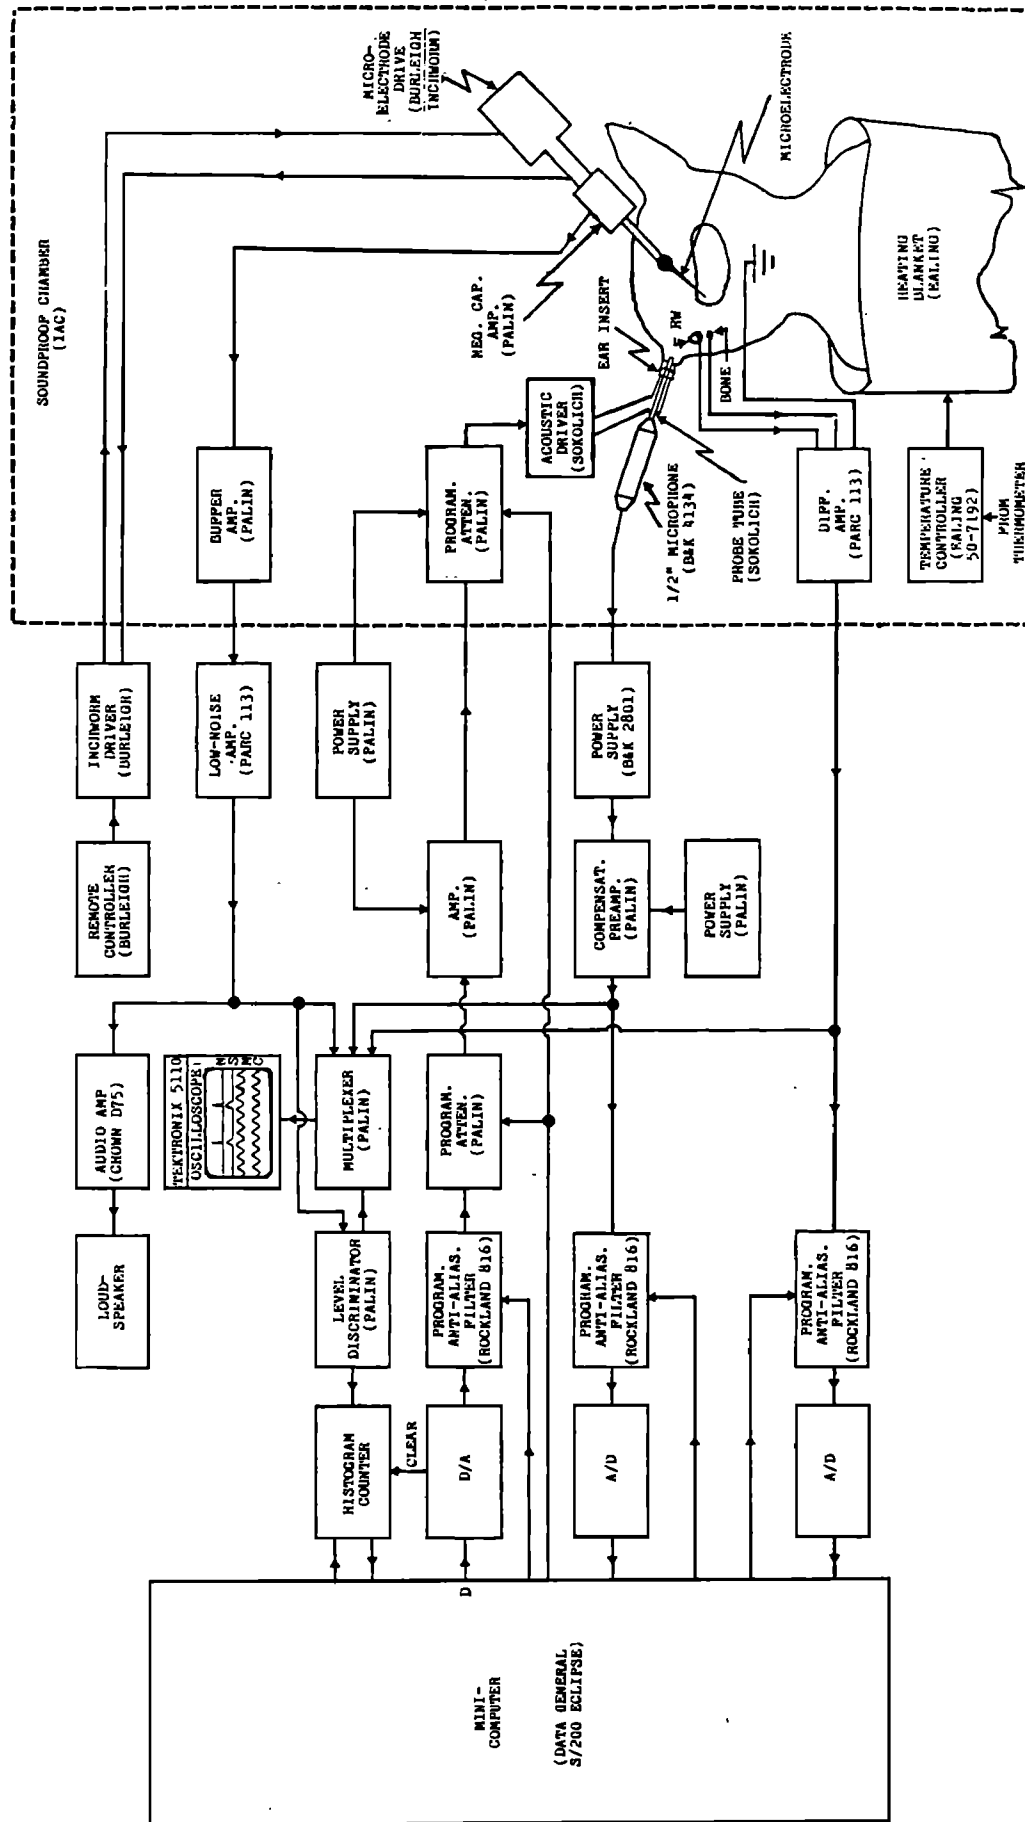 SOUNDPROOF CHAMBER
(IAC)
MICRO-
ELECTRODE
DRIVE
(BURLEIGH
INCHWORM)
NEG. CAP.
AMP.
(PALIN)
MICROELECTRODE
EAR INSERT
RW
BONE
HEATING
BLANKET
(EALING)
BUFFER
AMP.
(PALIN)
PROGRAM.
ATTEN.
(PALIN)
ACOUSTIC
DRIVER
(SOKOLICH)
1/2" MICROPHONE
(B&K 4134)
PROBE TUBE
(SOKOLICH)
DIFF.
AMP.
(PARC 113)
TEMPERATURE
CONTROLLER
(EALING
50-7192)
FROM
THERMOMETER
INCHWORM
DRIVER
(BURLEIGH)
LOW-NOISE
AMP.
(PARC 113)
POWER
SUPPLY
(PALIN)
POWER
SUPPLY
(B&K 2801)
REMOTE
CONTROLLER
(BURLEIGH)
AMP.
(PALIN)
COMPENSAT.
PREAMP.
(PALIN)
POWER
SUPPLY
(PALIN)
AUDIO AMP
(CROWN D75)
TEKTRONIX 5110
OSCILLOSCOPE
N
S
M
C
MULTIPLEXER
(PALIN)
PROGRAM.
ATTEN.
(PALIN)
LOUD-
SPEAKER
LEVEL
DISCRIMINATOR
(PALIN)
PROGRAM.
ANTI-ALIAS.
FILTER
(ROCKLAND 816)
PROGRAM.
ANTI-ALIAS.
FILTER
(ROCKLAND 816)
PROGRAM.
ANTI-ALIAS.
FILTER
(ROCKLAND 816)
HISTOGRAM
COUNTER
CLEAR
D/A
A/D
A/D
D
MINI-
COMPUTER
(DATA GENERAL
S/200 ECLIPSE)